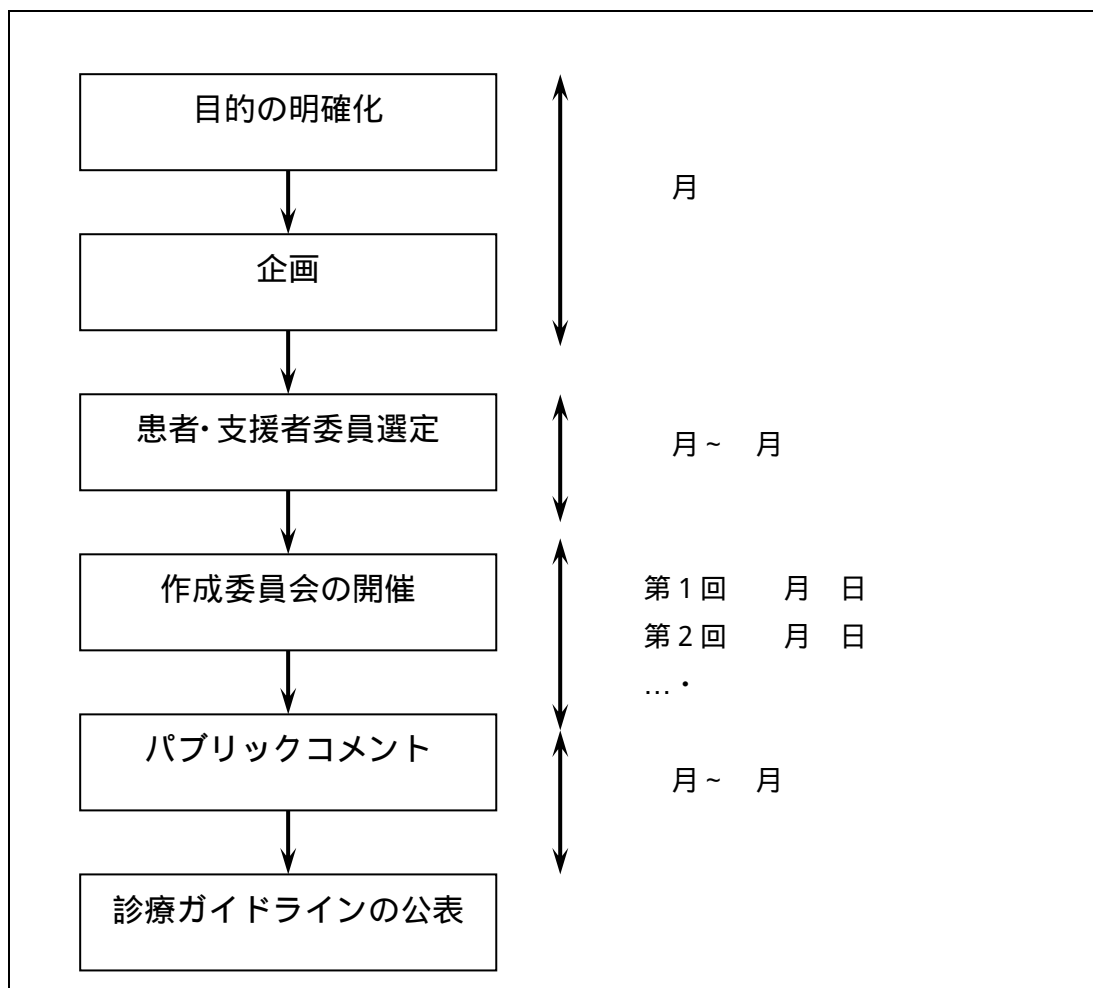 目的の明確化
月
企画
患者・支援者委員選定
月~　月
作成委員会の開催
第1回　　月　日
第2回　　月　日
…・
パブリックコメント
月~　月
診療ガイドラインの公表